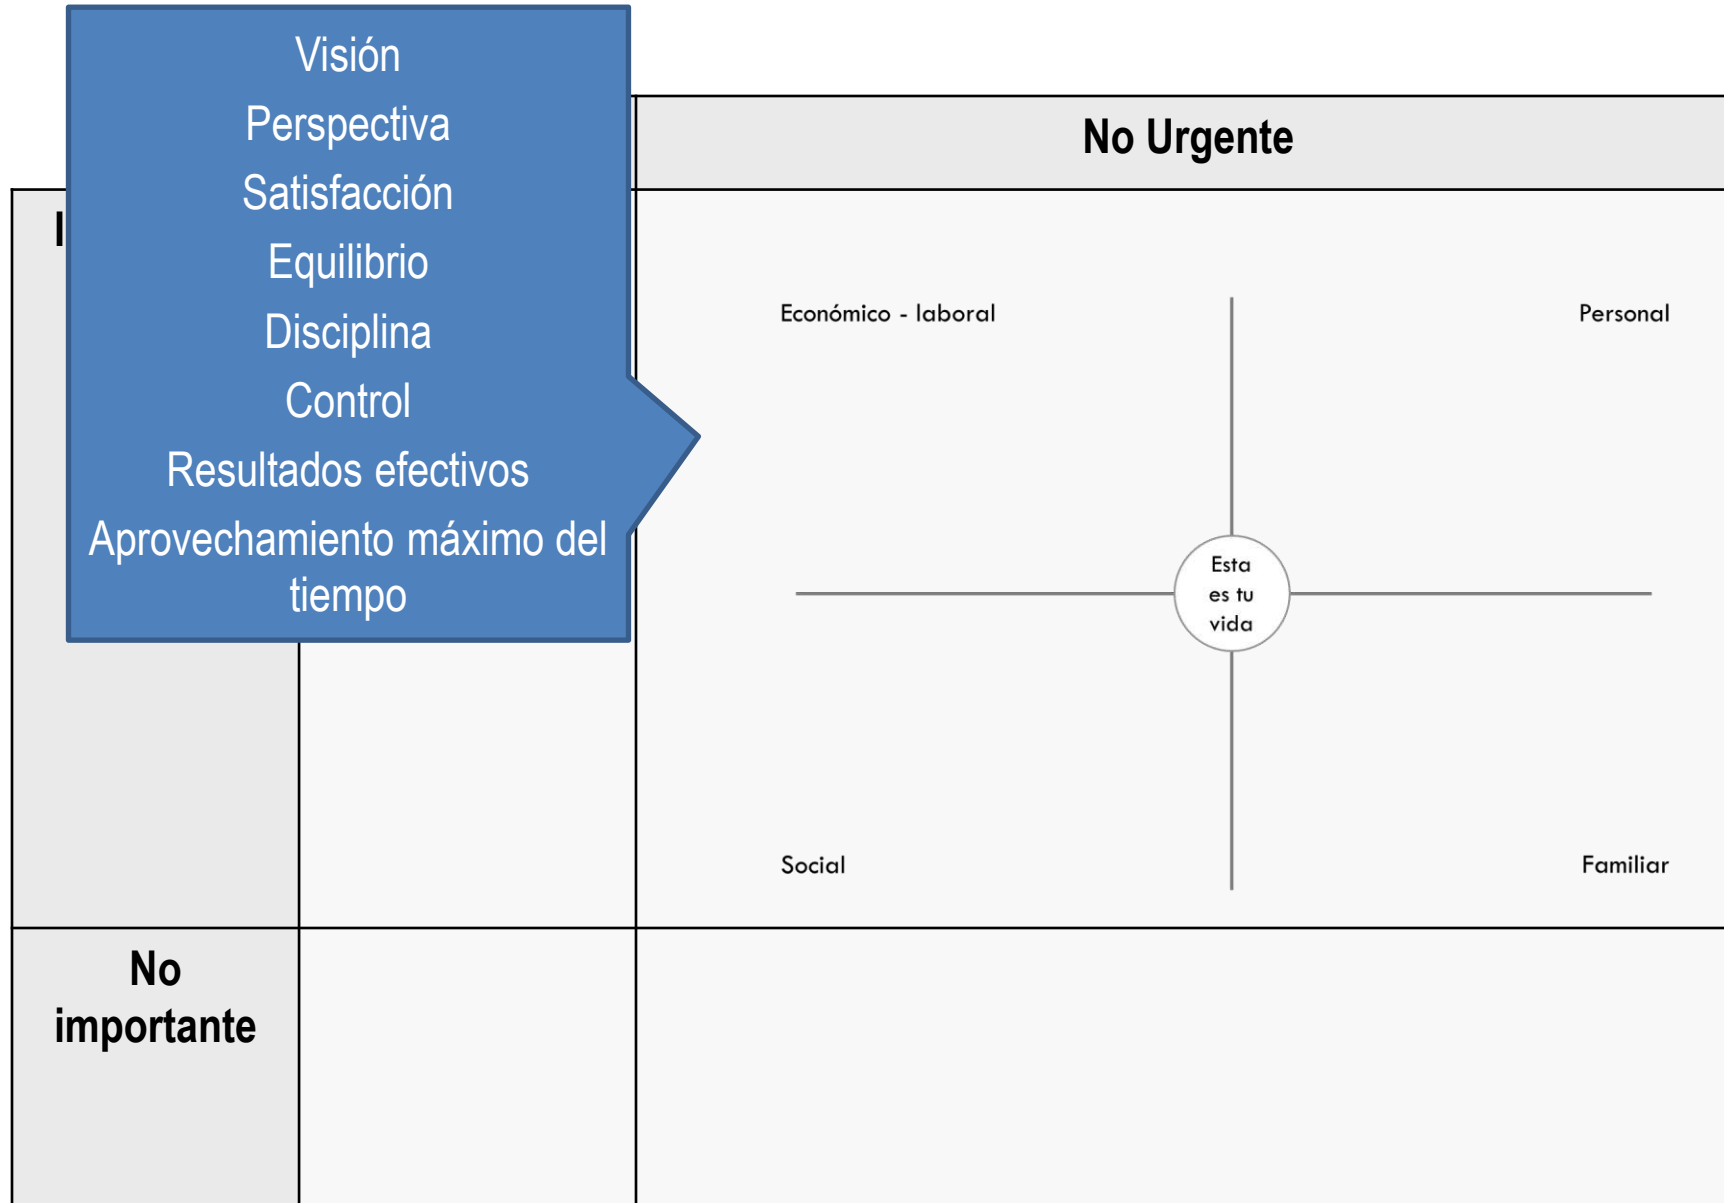 Visión
Perspectiva
Satisfacción
Equilibrio
Disciplina
Control
Resultados efectivos
Aprovechamiento máximo del
tiempo
No Urgente
Económico - laboral
Personal
Esta
es tu
vida
Social
Familiar
No
importante